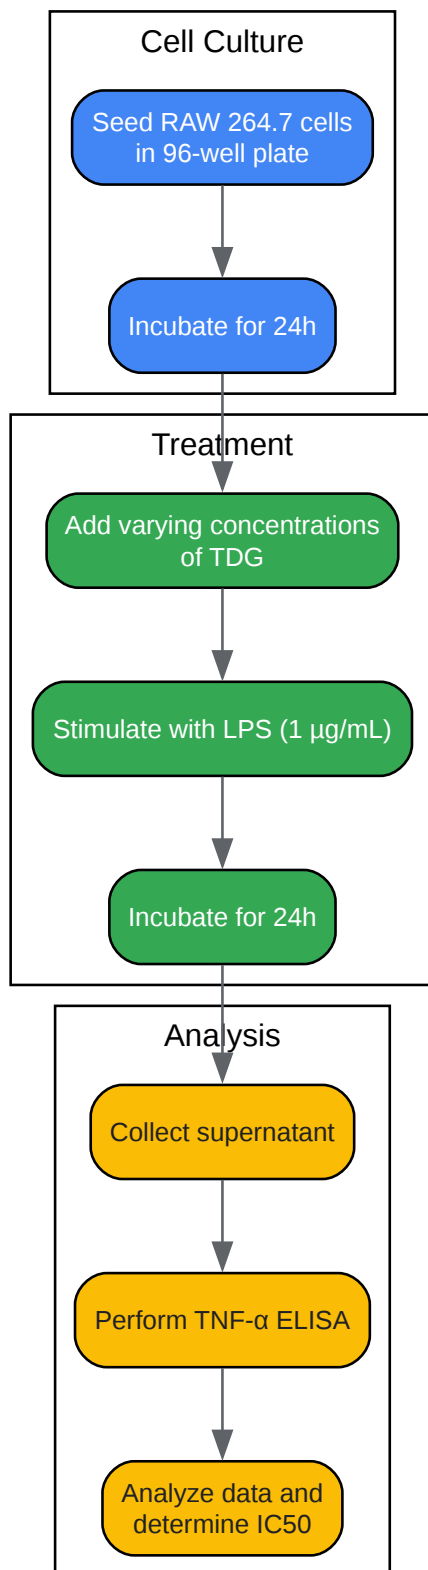 Cell Culture
Seed RAW 264.7 cells
in 96-well plate
Incubate for 24h
Treatment
Add varying concentrations
of TDG
Stimulate with LPS (1 µg/mL)
Incubate for 24h
Analysis
Collect supernatant
Perform TNF-α ELISA
Analyze data and
determine IC50